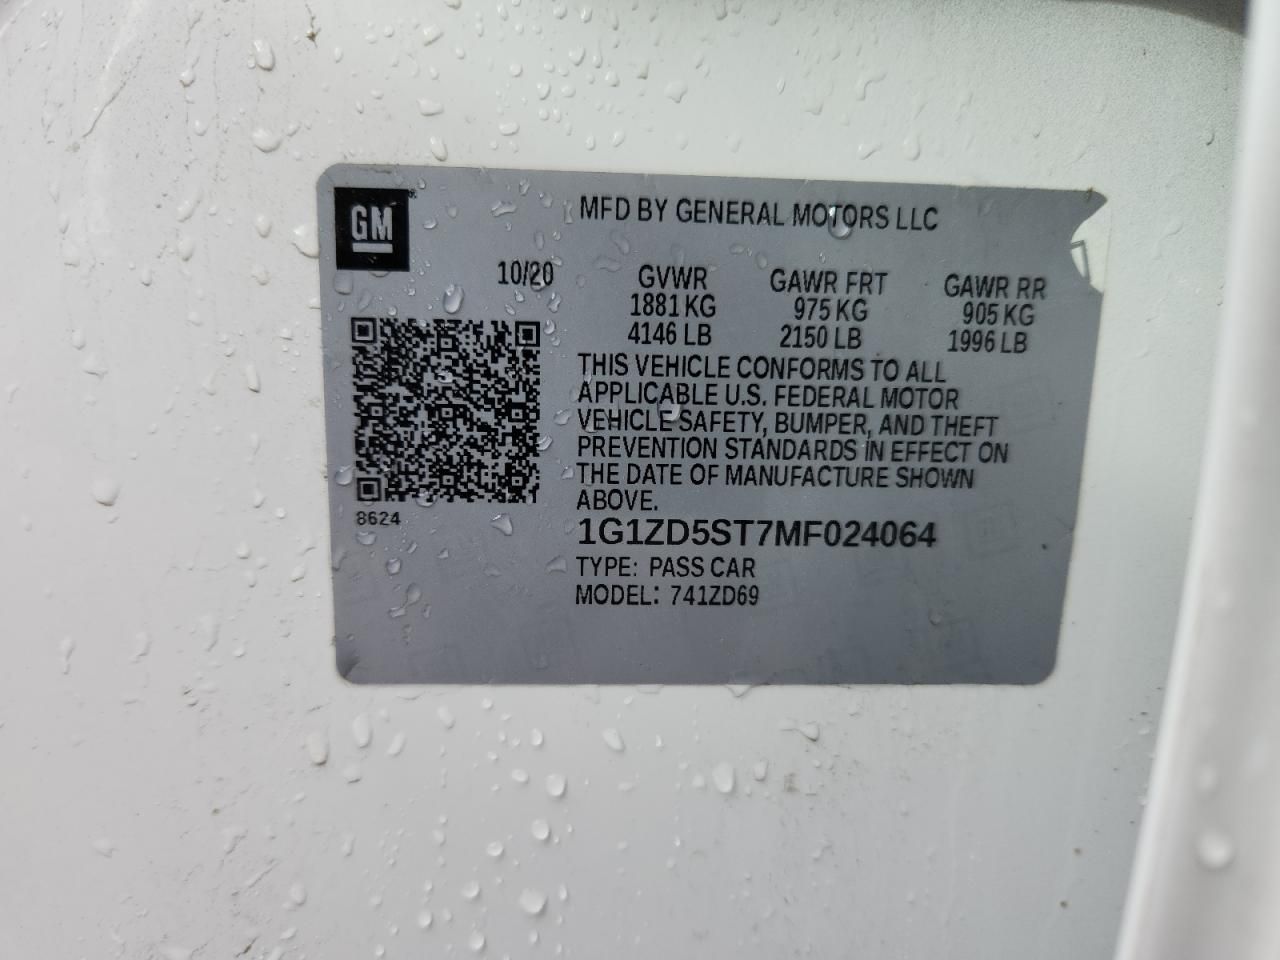 GM
MFD BY GENERAL MOTORS LLC
10/20 GVWR GAWR FRT GAWR RR
1881 KG 975 KG 905 KG
4146 LB 2150 LB 1996 LB
THIS VEHICLE CONFORMS TO ALL
APPLICABLE U.S. FEDERAL MOTOR
VEHICLE SAFETY, BUMPER, AND THEFT
PREVENTION STANDARDS IN EFFECT ON
THE DATE OF MANUFACTURE SHOWN
ABOVE.
8624
1G1ZD5ST7MF024064
TYPE: PASS CAR
MODEL: 741ZD69